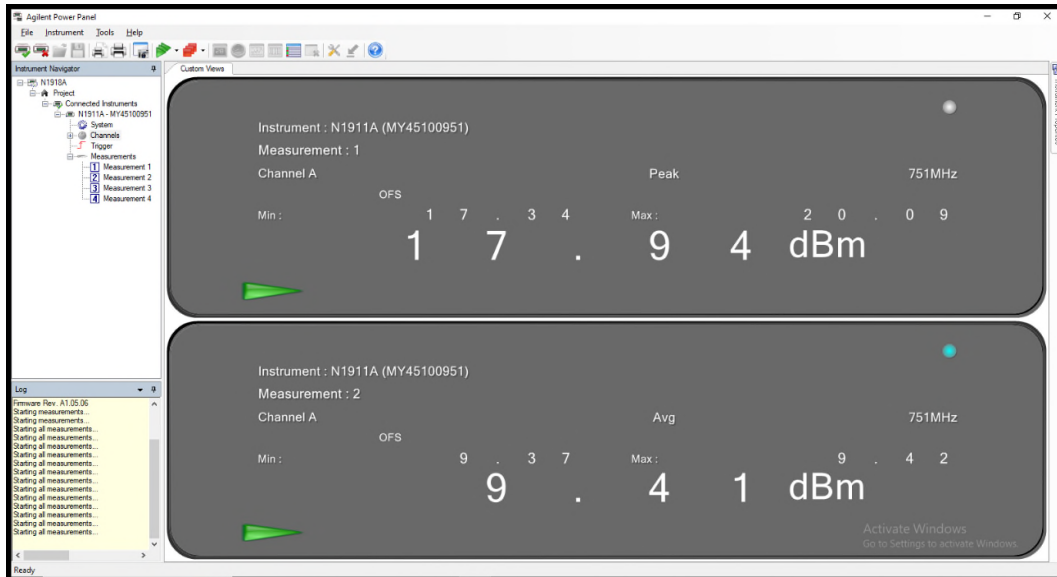 Agilent Power Panel
File Instrument Tools Help
Instrument Navigator
N1918A
Project
Connected Instruments
N1911A - MY45100951
System
Channels
Trigger
Measurements
1 Measurement 1
2 Measurement 2
3 Measurement 3
4 Measurement 4
Log
Firmware Rev. A1.05.06
Starting measurements...
Starting measurements...
Starting all measurements...
Starting all measurements...
Starting all measurements...
Starting all measurements...
Starting all measurements...
Starting all measurements...
Starting all measurements...
Starting all measurements...
Starting all measurements...
Starting all measurements...
Starting all measurements...
Starting all measurements...
Starting all measurements...
Custom Views
Instrument : N1911A (MY45100951)
Measurement : 1
Channel A Peak 751MHz
OFS
Min : 17.34 Max : 20.09
17.94 dBm
Instrument : N1911A (MY45100951)
Measurement : 2
Channel A Avg 751MHz
OFS
Min : 9.37 Max : 9.42
9.41 dBm
Activate Windows
Go to Settings to activate Windows.
Ready